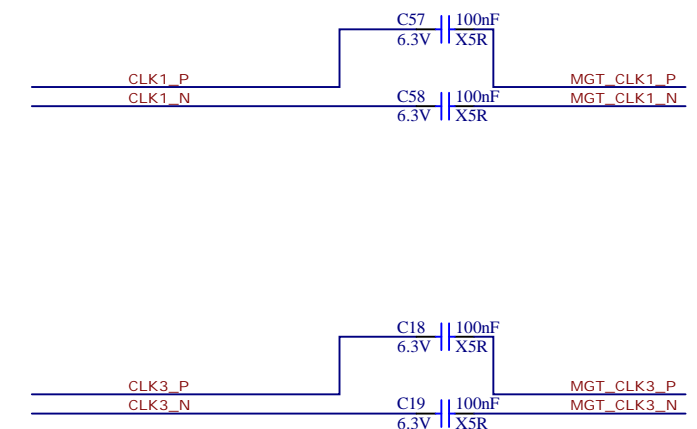 C57 100nF
6.3V X5R
CLK1_P MGT_CLK1_P
CLK1_N C58 100nF MGT_CLK1_N
6.3V X5R
C18 100nF
6.3V X5R
CLK3_P MGT_CLK3_P
CLK3_N C19 100nF MGT_CLK3_N
6.3V X5R